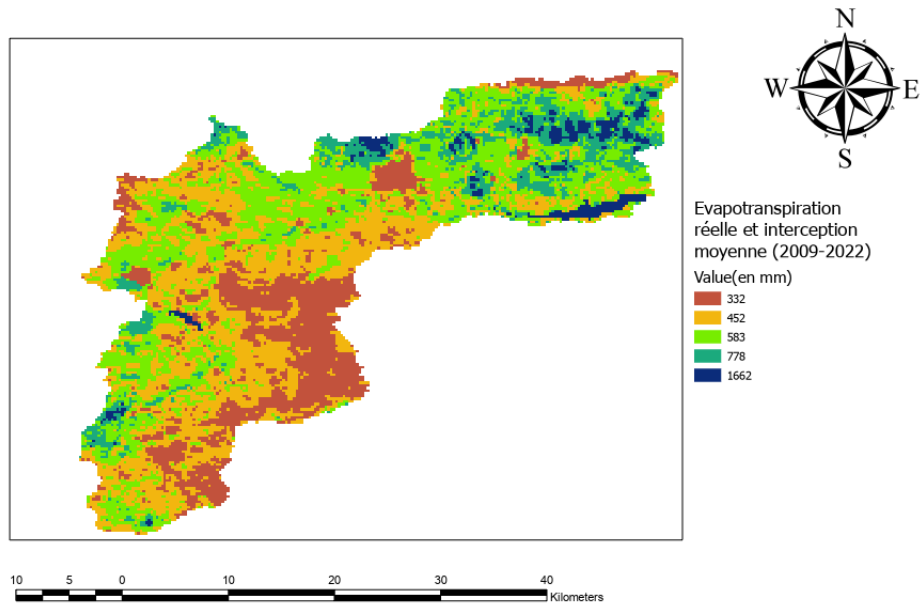 N
W E
S
Evapotranspiration
réelle et interception
moyenne (2009-2022)
Value(en mm)
332
452
583
778
1662
10 5 0 10 20 30 40
Kilometers